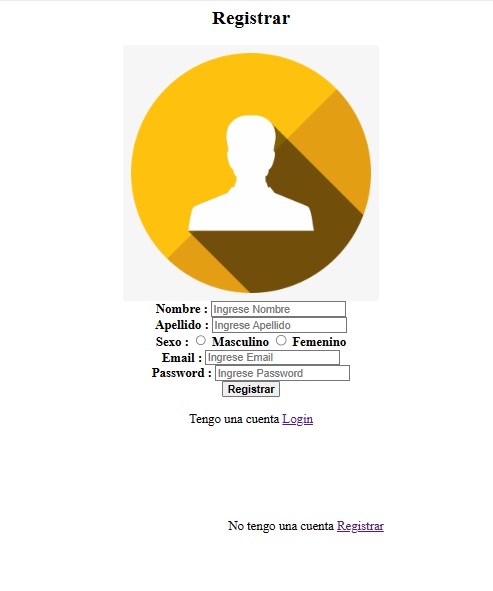 Registrar
Nombre : Ingrese Nombre
Apellido : Ingrese Apellido
Sexo : Masculino Femenino
Email : Ingrese Email
Password : Ingrese Password
Registrar
Tengo una cuenta Login
No tengo una cuenta Registrar